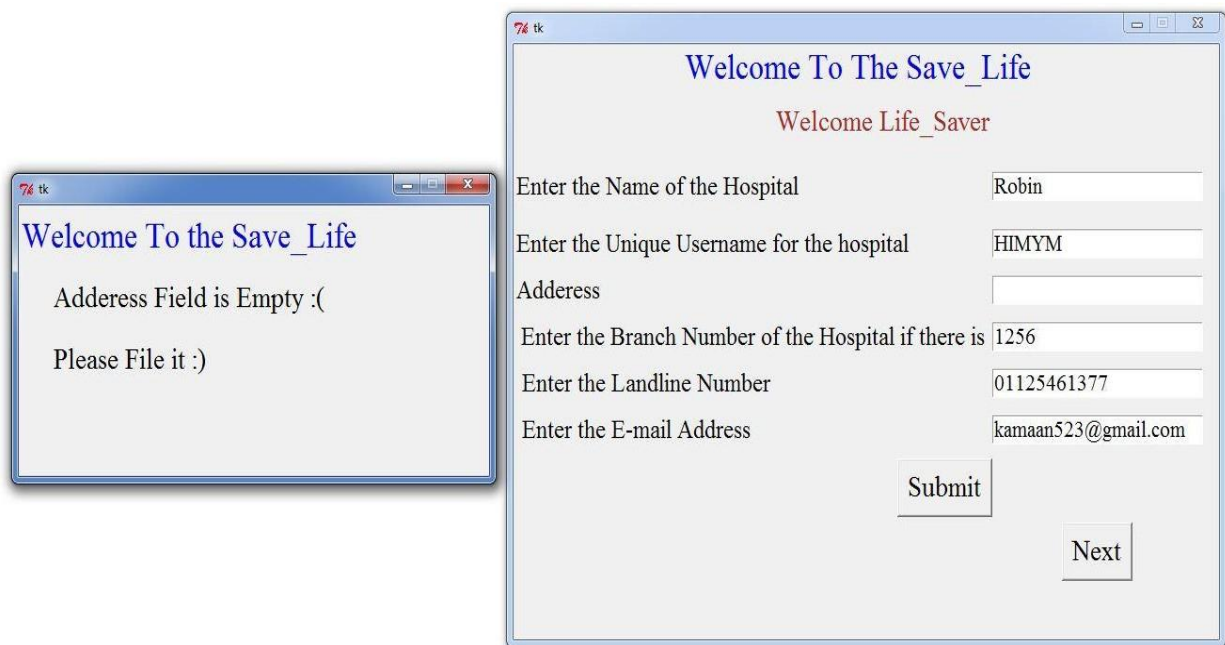 tk
Welcome To the Save_Life
Adderess Field is Empty :(
Please File it :)
tk
Welcome To The Save_Life
Welcome Life_Saver
Enter the Name of the Hospital Robin
Enter the Unique Username for the hospital HIMYM
Adderess
Enter the Branch Number of the Hospital if there is 1256
Enter the Landline Number 01125461377
Enter the E-mail Address kamaan523@gmail.com
Submit
Next